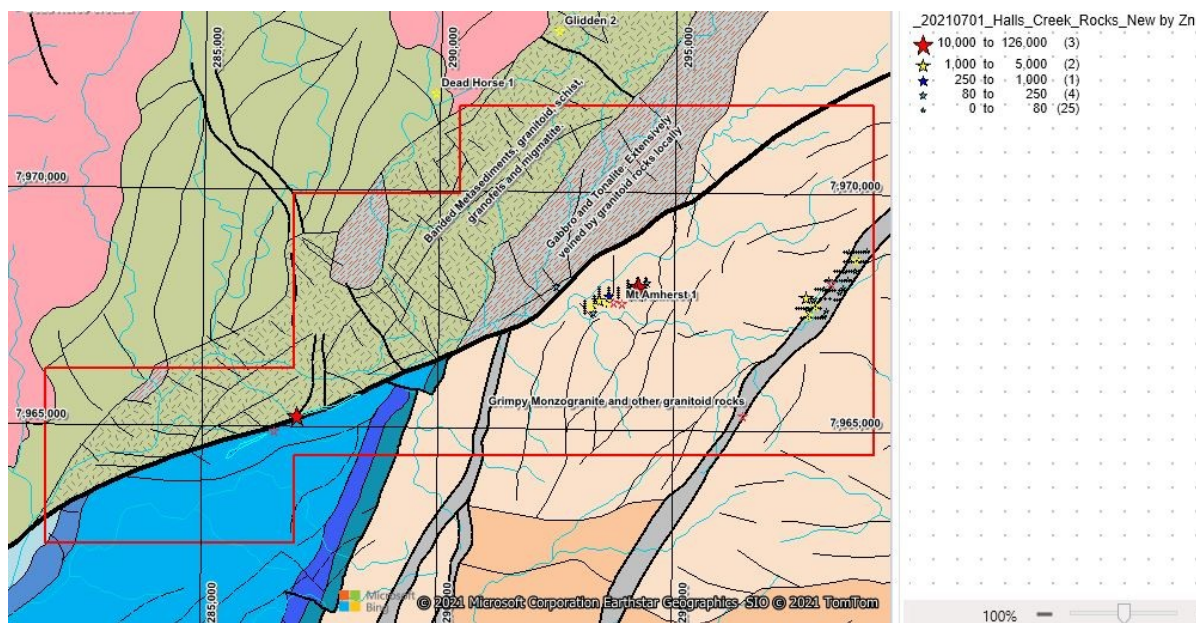 _20210701_Halls_Creek_Rocks_New by Zn
10,000 to 126,000 (3)
1,000 to 5,000 (2)
250 to 1,000 (1)
80 to 250 (4)
0 to 80 (25)
Glidden 2
285,000
290,000
295,000
Dead Horse 1
Banded Metasediments, granitoid, schist,
granofels and migmatite.
Gabbro and Tonalite. Extensively
veined by granitoid rocks locally
7,970,000
7,970,000
Mt Amherst 1
Grimpy Monzogranite and other granitoid rocks
7,965,000
7,965,000
285,000
290,000
295,000
Microsoft
Bing
© 2021 Microsoft Corporation Earthstar Geographics SIO © 2021 TomTom
100%